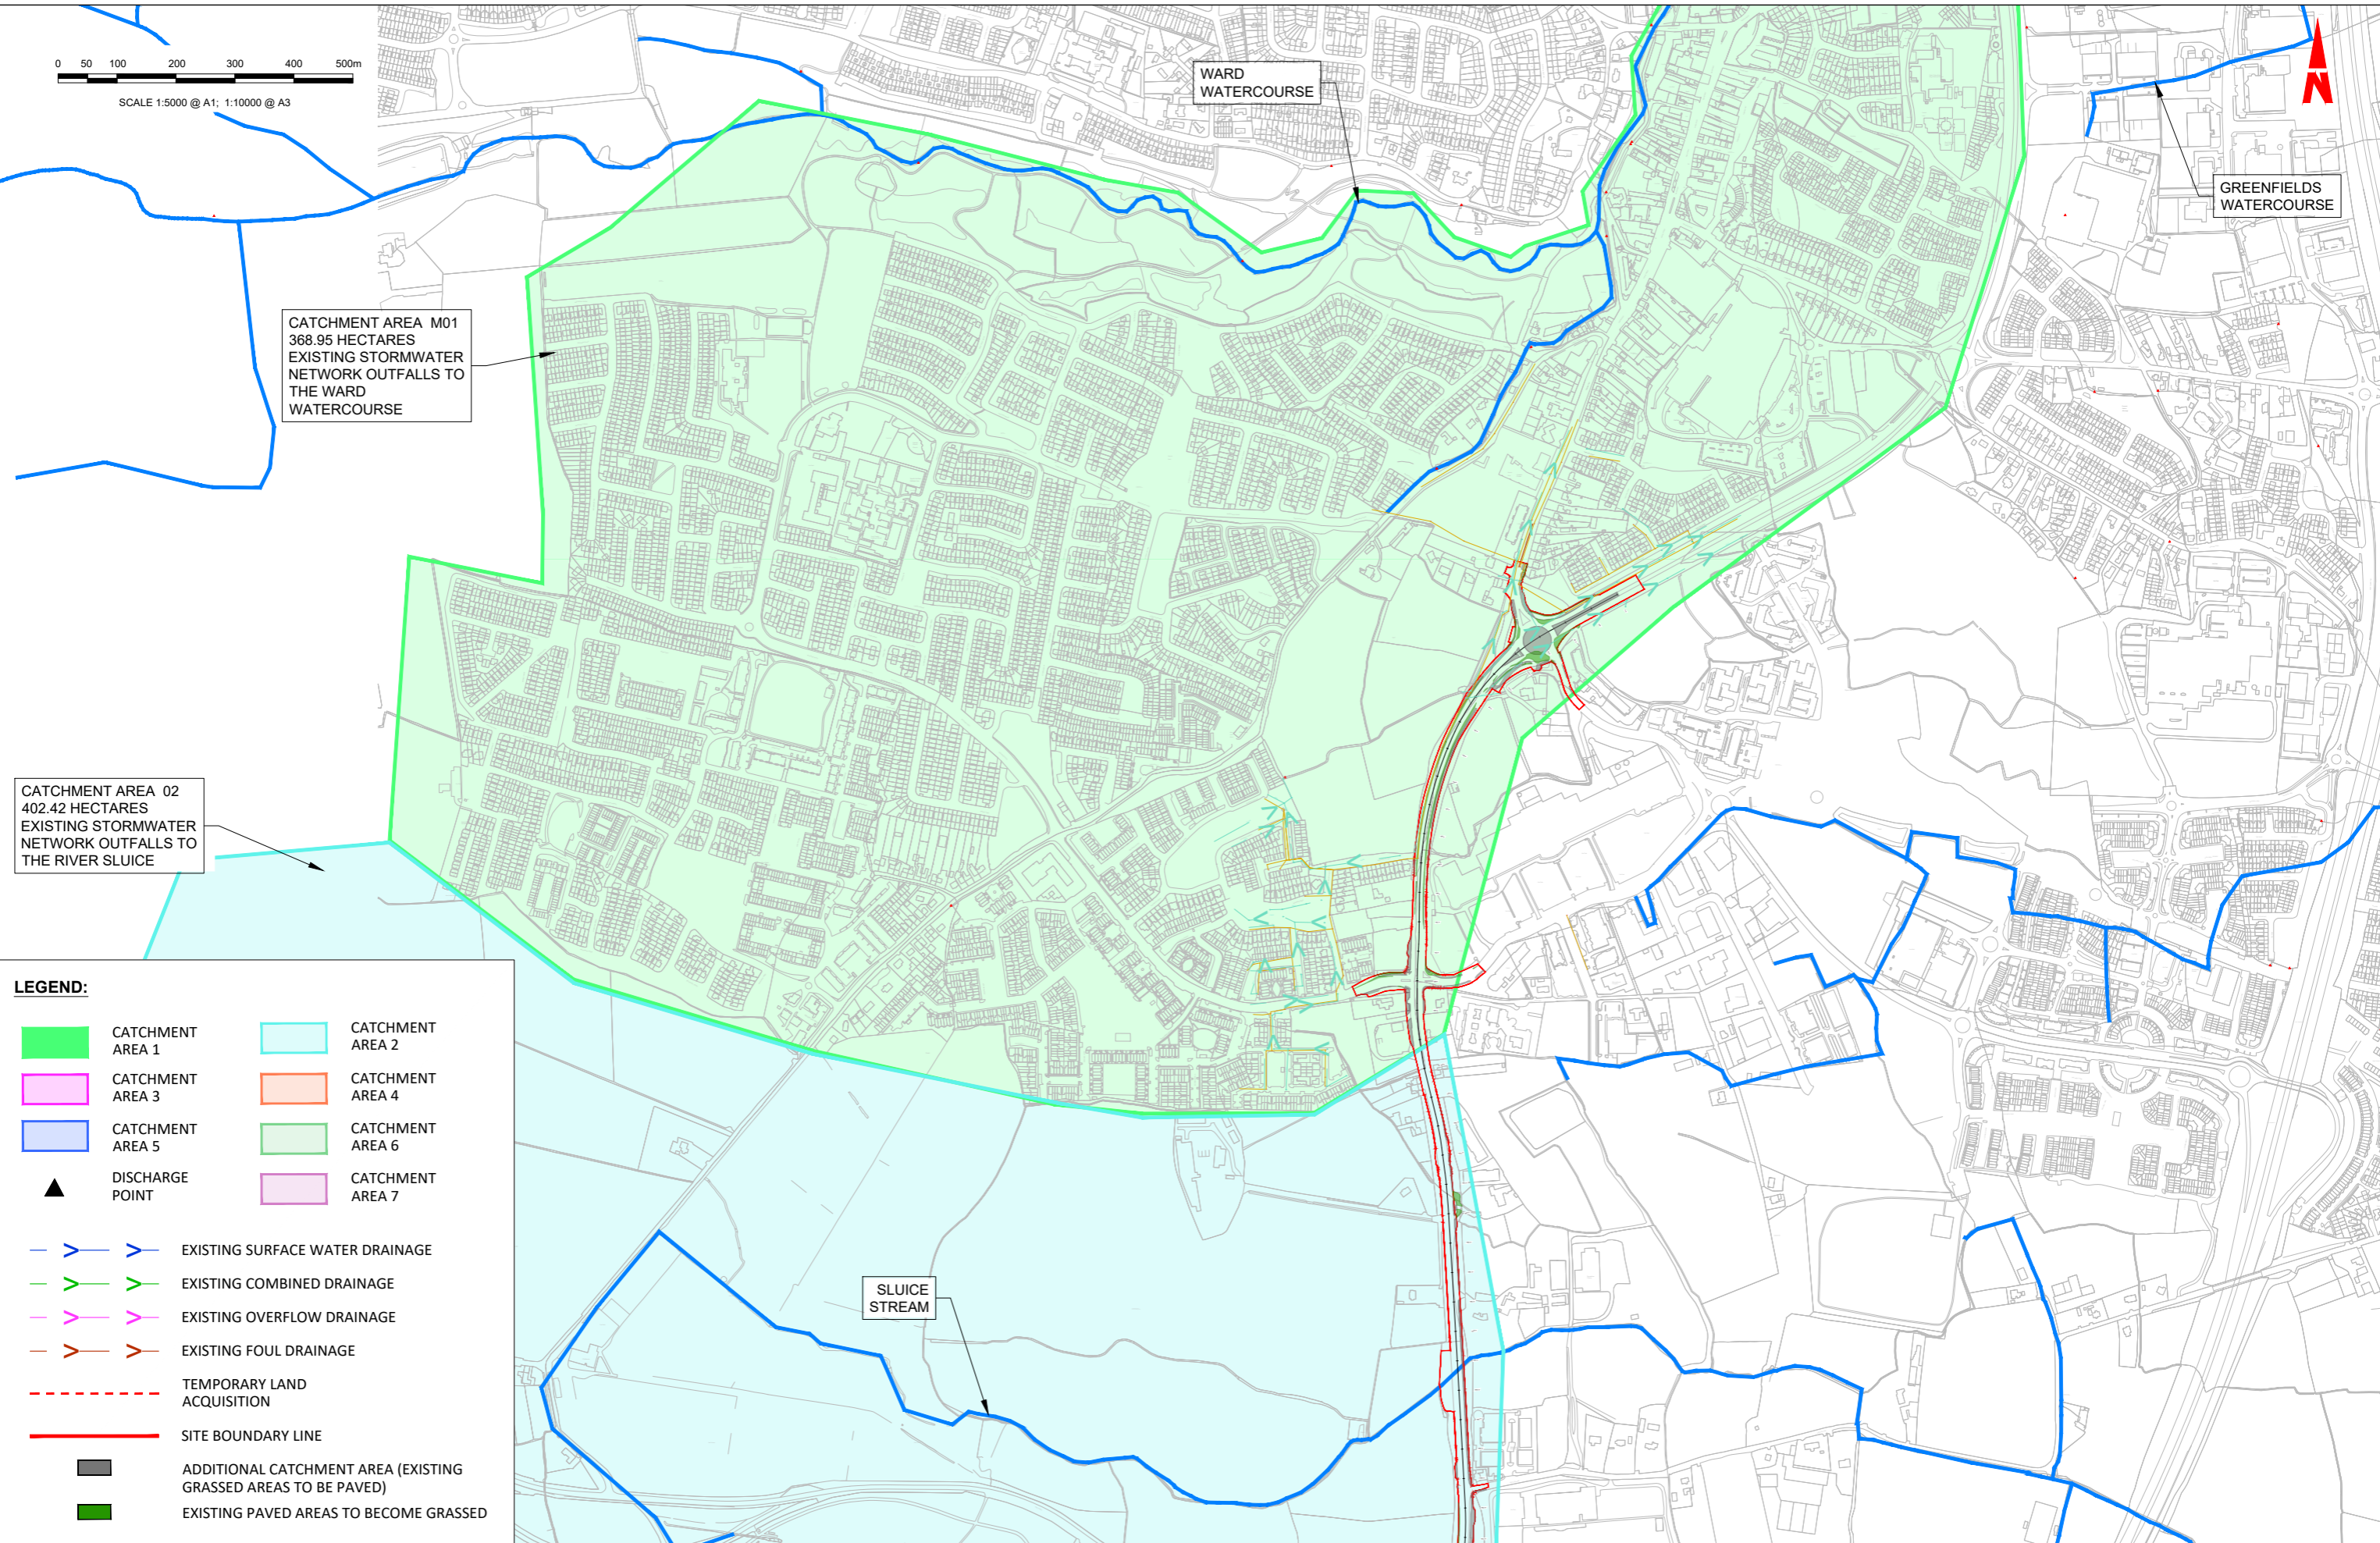 0 50 100 200 300 400 500m
SCALE 1:5000 @ A1; 1:10000 @ A3
WARD
WATERCOURSE
N
GREENFIELDS
WATERCOURSE
CATCHMENT AREA M01
368.95 HECTARES
EXISTING STORMWATER
NETWORK OUTFALLS TO
THE WARD
WATERCOURSE
CATCHMENT AREA 02
402.42 HECTARES
EXISTING STORMWATER
NETWORK OUTFALLS TO
THE RIVER SLUICE
SLUICE
STREAM
LEGEND:
CATCHMENT
AREA 1
CATCHMENT
AREA 2
CATCHMENT
AREA 3
CATCHMENT
AREA 4
CATCHMENT
AREA 5
CATCHMENT
AREA 6
DISCHARGE
POINT
CATCHMENT
AREA 7
EXISTING SURFACE WATER DRAINAGE
EXISTING COMBINED DRAINAGE
EXISTING OVERFLOW DRAINAGE
EXISTING FOUL DRAINAGE
TEMPORARY LAND
ACQUISITION
SITE BOUNDARY LINE
ADDITIONAL CATCHMENT AREA (EXISTING
GRASSED AREAS TO BE PAVED)
EXISTING PAVED AREAS TO BECOME GRASSED